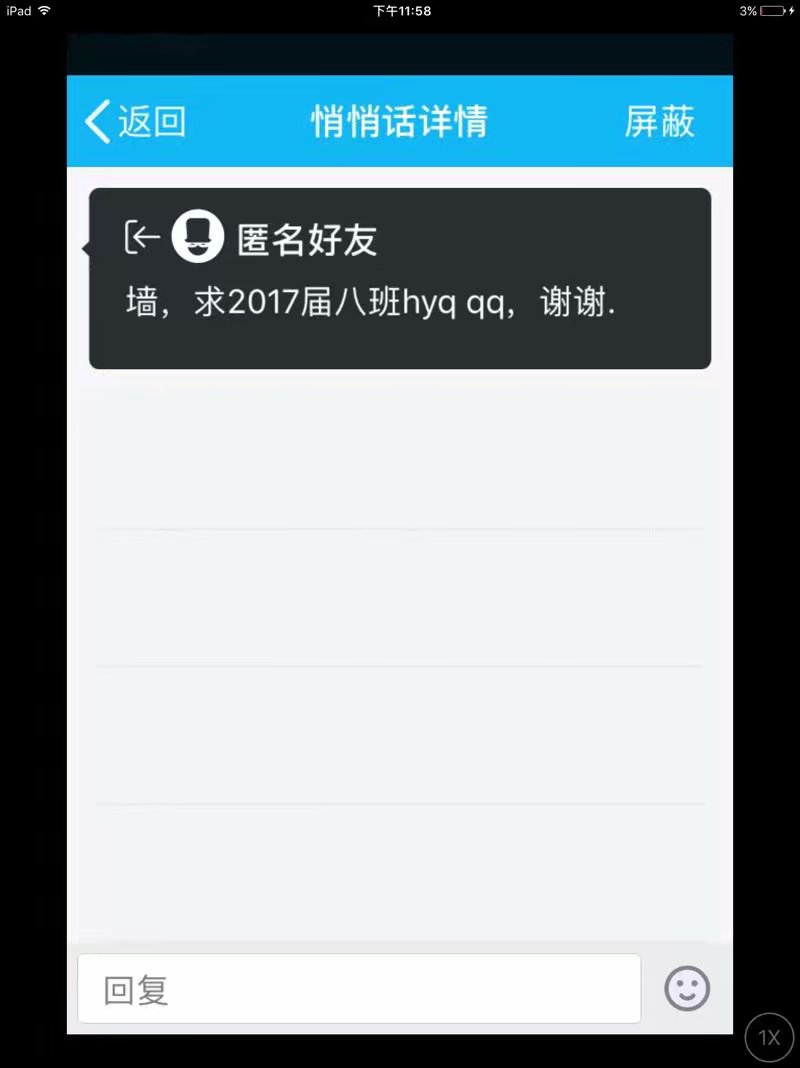 iPad 下午11:58 3%
返回 悄悄话详情 屏蔽
匿名好友
墙，求2017届八班hyq qq，谢谢.
回复
1X